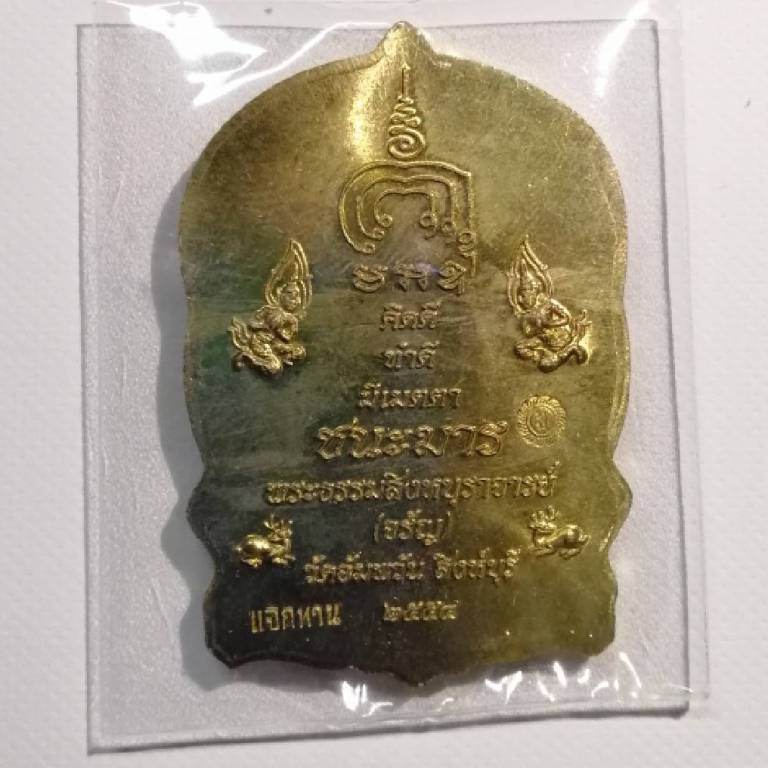 คิดดี
ทำดี
มีเมตตา
ชนะมาร
พระธรรมสิงหบุราจารย์
(จรัญ)
วัดอัมพวัน สิงห์บุรี
แจกทาน ๒๕๕๔